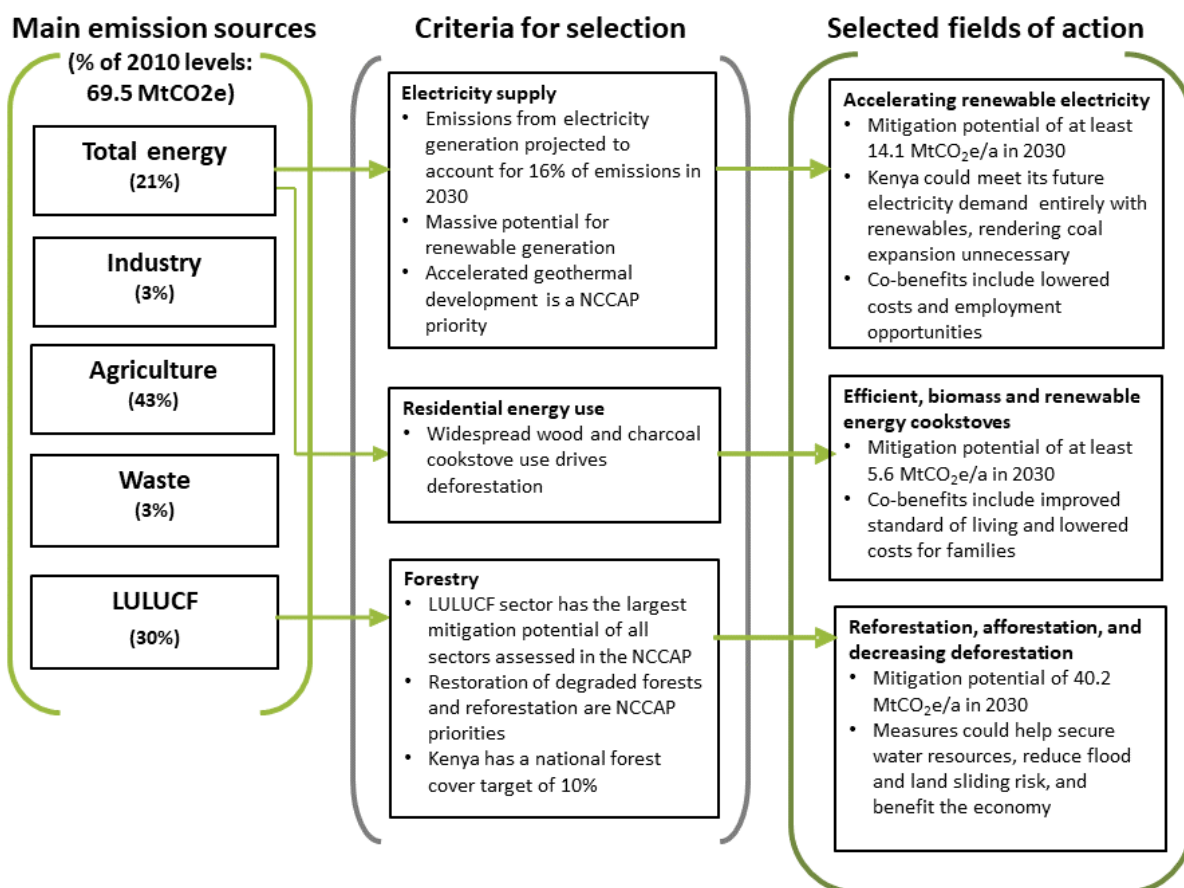 Main emission sources
(% of 2010 levels:
69.5 MtCO2e)
Total energy
(21%)
Industry
(3%)
Agriculture
(43%)
Waste
(3%)
LULUCF
(30%)
Criteria for selection
Electricity supply
• Emissions from electricity
generation projected to
account for 16% of emissions in
2030
• Massive potential for
renewable generation
• Accelerated geothermal
development is a NCCAP
priority
Residential energy use
• Widespread wood and charcoal
cookstove use drives
deforestation
Forestry
• LULUCF sector has the largest
mitigation potential of all
sectors assessed in the NCCAP
• Restoration of degraded forests
and reforestation are NCCAP
priorities
• Kenya has a national forest
cover target of 10%
Selected fields of action
Accelerating renewable electricity
• Mitigation potential of at least
14.1 MtCO₂e/a in 2030
• Kenya could meet its future
electricity demand entirely with
renewables, rendering coal
expansion unnecessary
• Co-benefits include lowered
costs and employment
opportunities
Efficient, biomass and renewable
energy cookstoves
• Mitigation potential of at least
5.6 MtCO₂e/a in 2030
• Co-benefits include improved
standard of living and lowered
costs for families
Reforestation, afforestation, and
decreasing deforestation
• Mitigation potential of 40.2
MtCO₂e/a in 2030
• Measures could help secure
water resources, reduce flood
and land sliding risk, and
benefit the economy